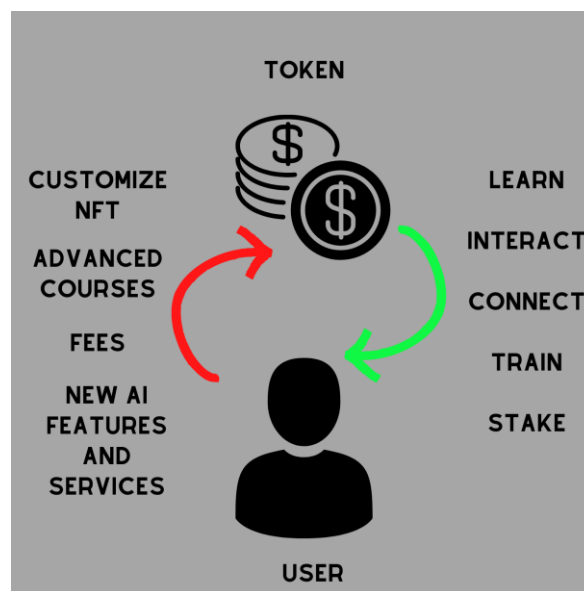 TOKEN
$
$
CUSTOMIZE
NFT
ADVANCED
COURSES
FEES
NEW AI
FEATURES
AND
SERVICES
LEARN
INTERACT
CONNECT
TRAIN
STAKE
USER